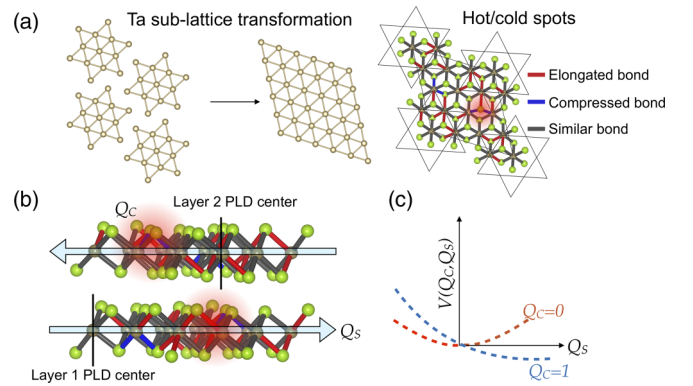 (a)
Ta sub-lattice transformation
Hot/cold spots
Elongated bond
Compressed bond
Similar bond
(b)
Q_C
Layer 2 PLD center
Q_S
Layer 1 PLD center
(c)
V(Q_C,Q_S)
Q_C=0
Q_S
Q_C=1